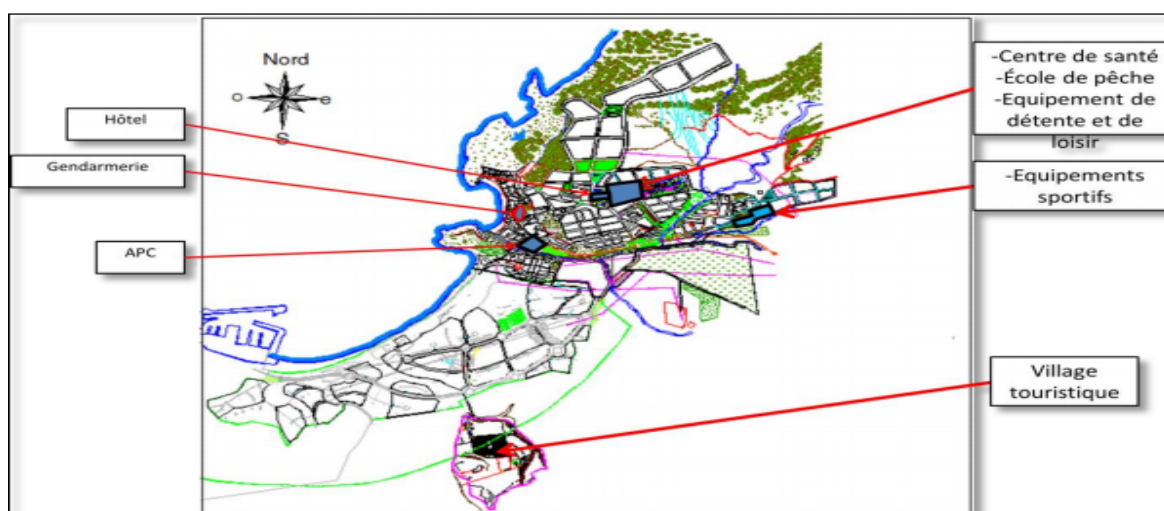 Nord
O
e
S
Hôtel
Gendarmerie
APC
-Centre de santé
-École de pêche
-Equipement de
détente et de
loisir
-Equipements
sportifs
Village
touristique